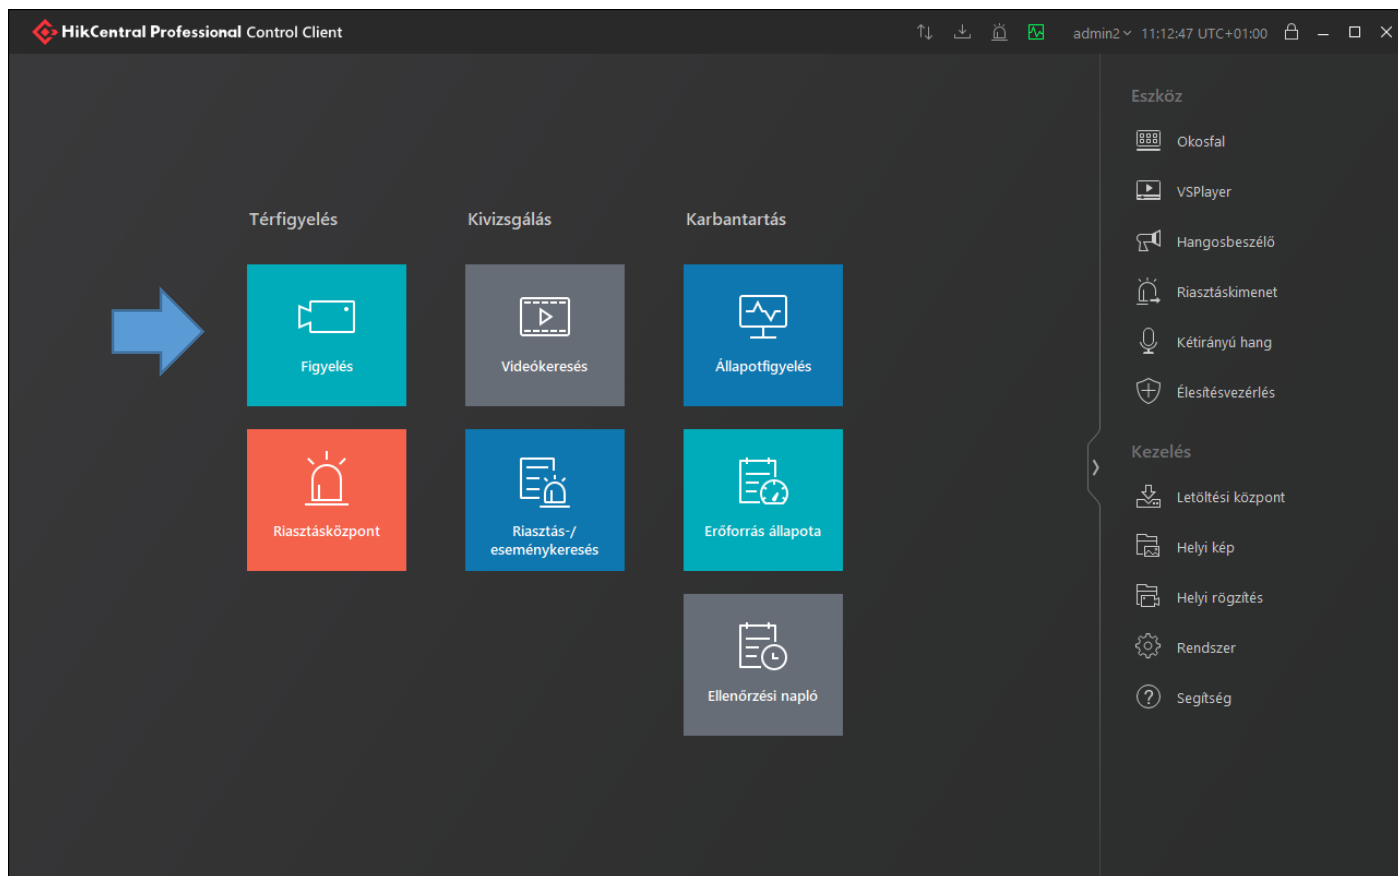 HikCentral Professional Control Client
admin2 11:12:47 UTC+01:00
Térfigyelés
Kivizsgálás
Karbantartás
Figyelés
Videókeresés
Állapotfigyelés
Riasztásközpont
Riasztás-/
eseménykeresés
Erőforrás állapota
Ellenőrzési napló
Eszköz
Okosfal
VSPlayer
Hangosbeszélő
Riasztáskimenet
Kétirányú hang
Élesítésvezérlés
Kezelés
Letöltési központ
Helyi kép
Helyi rögzítés
Rendszer
Segítség